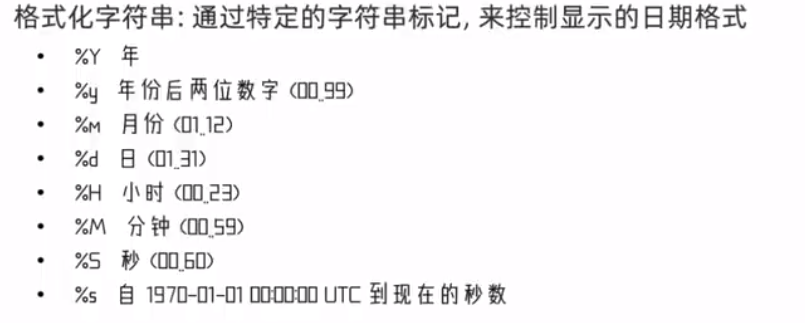 格式化字符串: 通过特定的字符串标记, 来控制显示的日期格式
• %Y 年
• %y 年份后两位数字 (00..99)
• %m 月份 (01..12)
• %d 日 (01..31)
• %H 小时 (00..23)
• %M 分钟 (00..59)
• %S 秒 (00..60)
• %s 自 1970-01-01 00:00:00 UTC 到现在的秒数